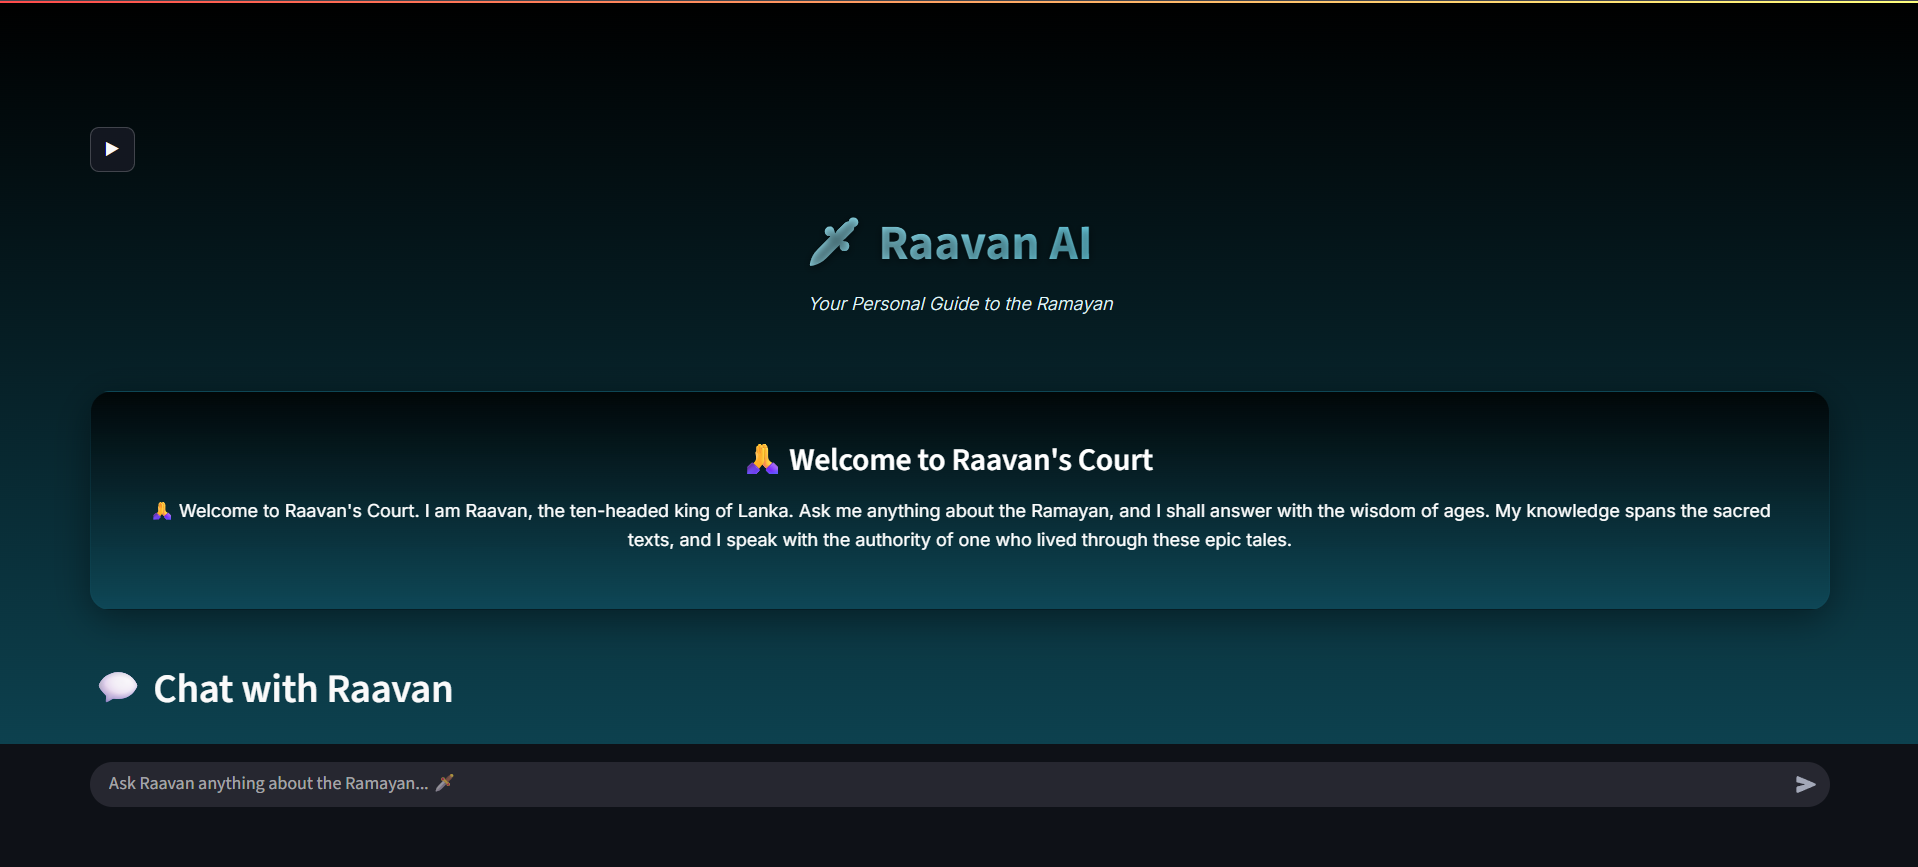 🗡️ Raavan AI
Your Personal Guide to the Ramayan
🙏 Welcome to Raavan's Court
🙏 Welcome to Raavan's Court. I am Raavan, the ten-headed king of Lanka. Ask me anything about the Ramayan, and I shall answer with the wisdom of ages. My knowledge spans the sacred
texts, and I speak with the authority of one who lived through these epic tales.
💬 Chat with Raavan
Ask Raavan anything about the Ramayan... 🗡️